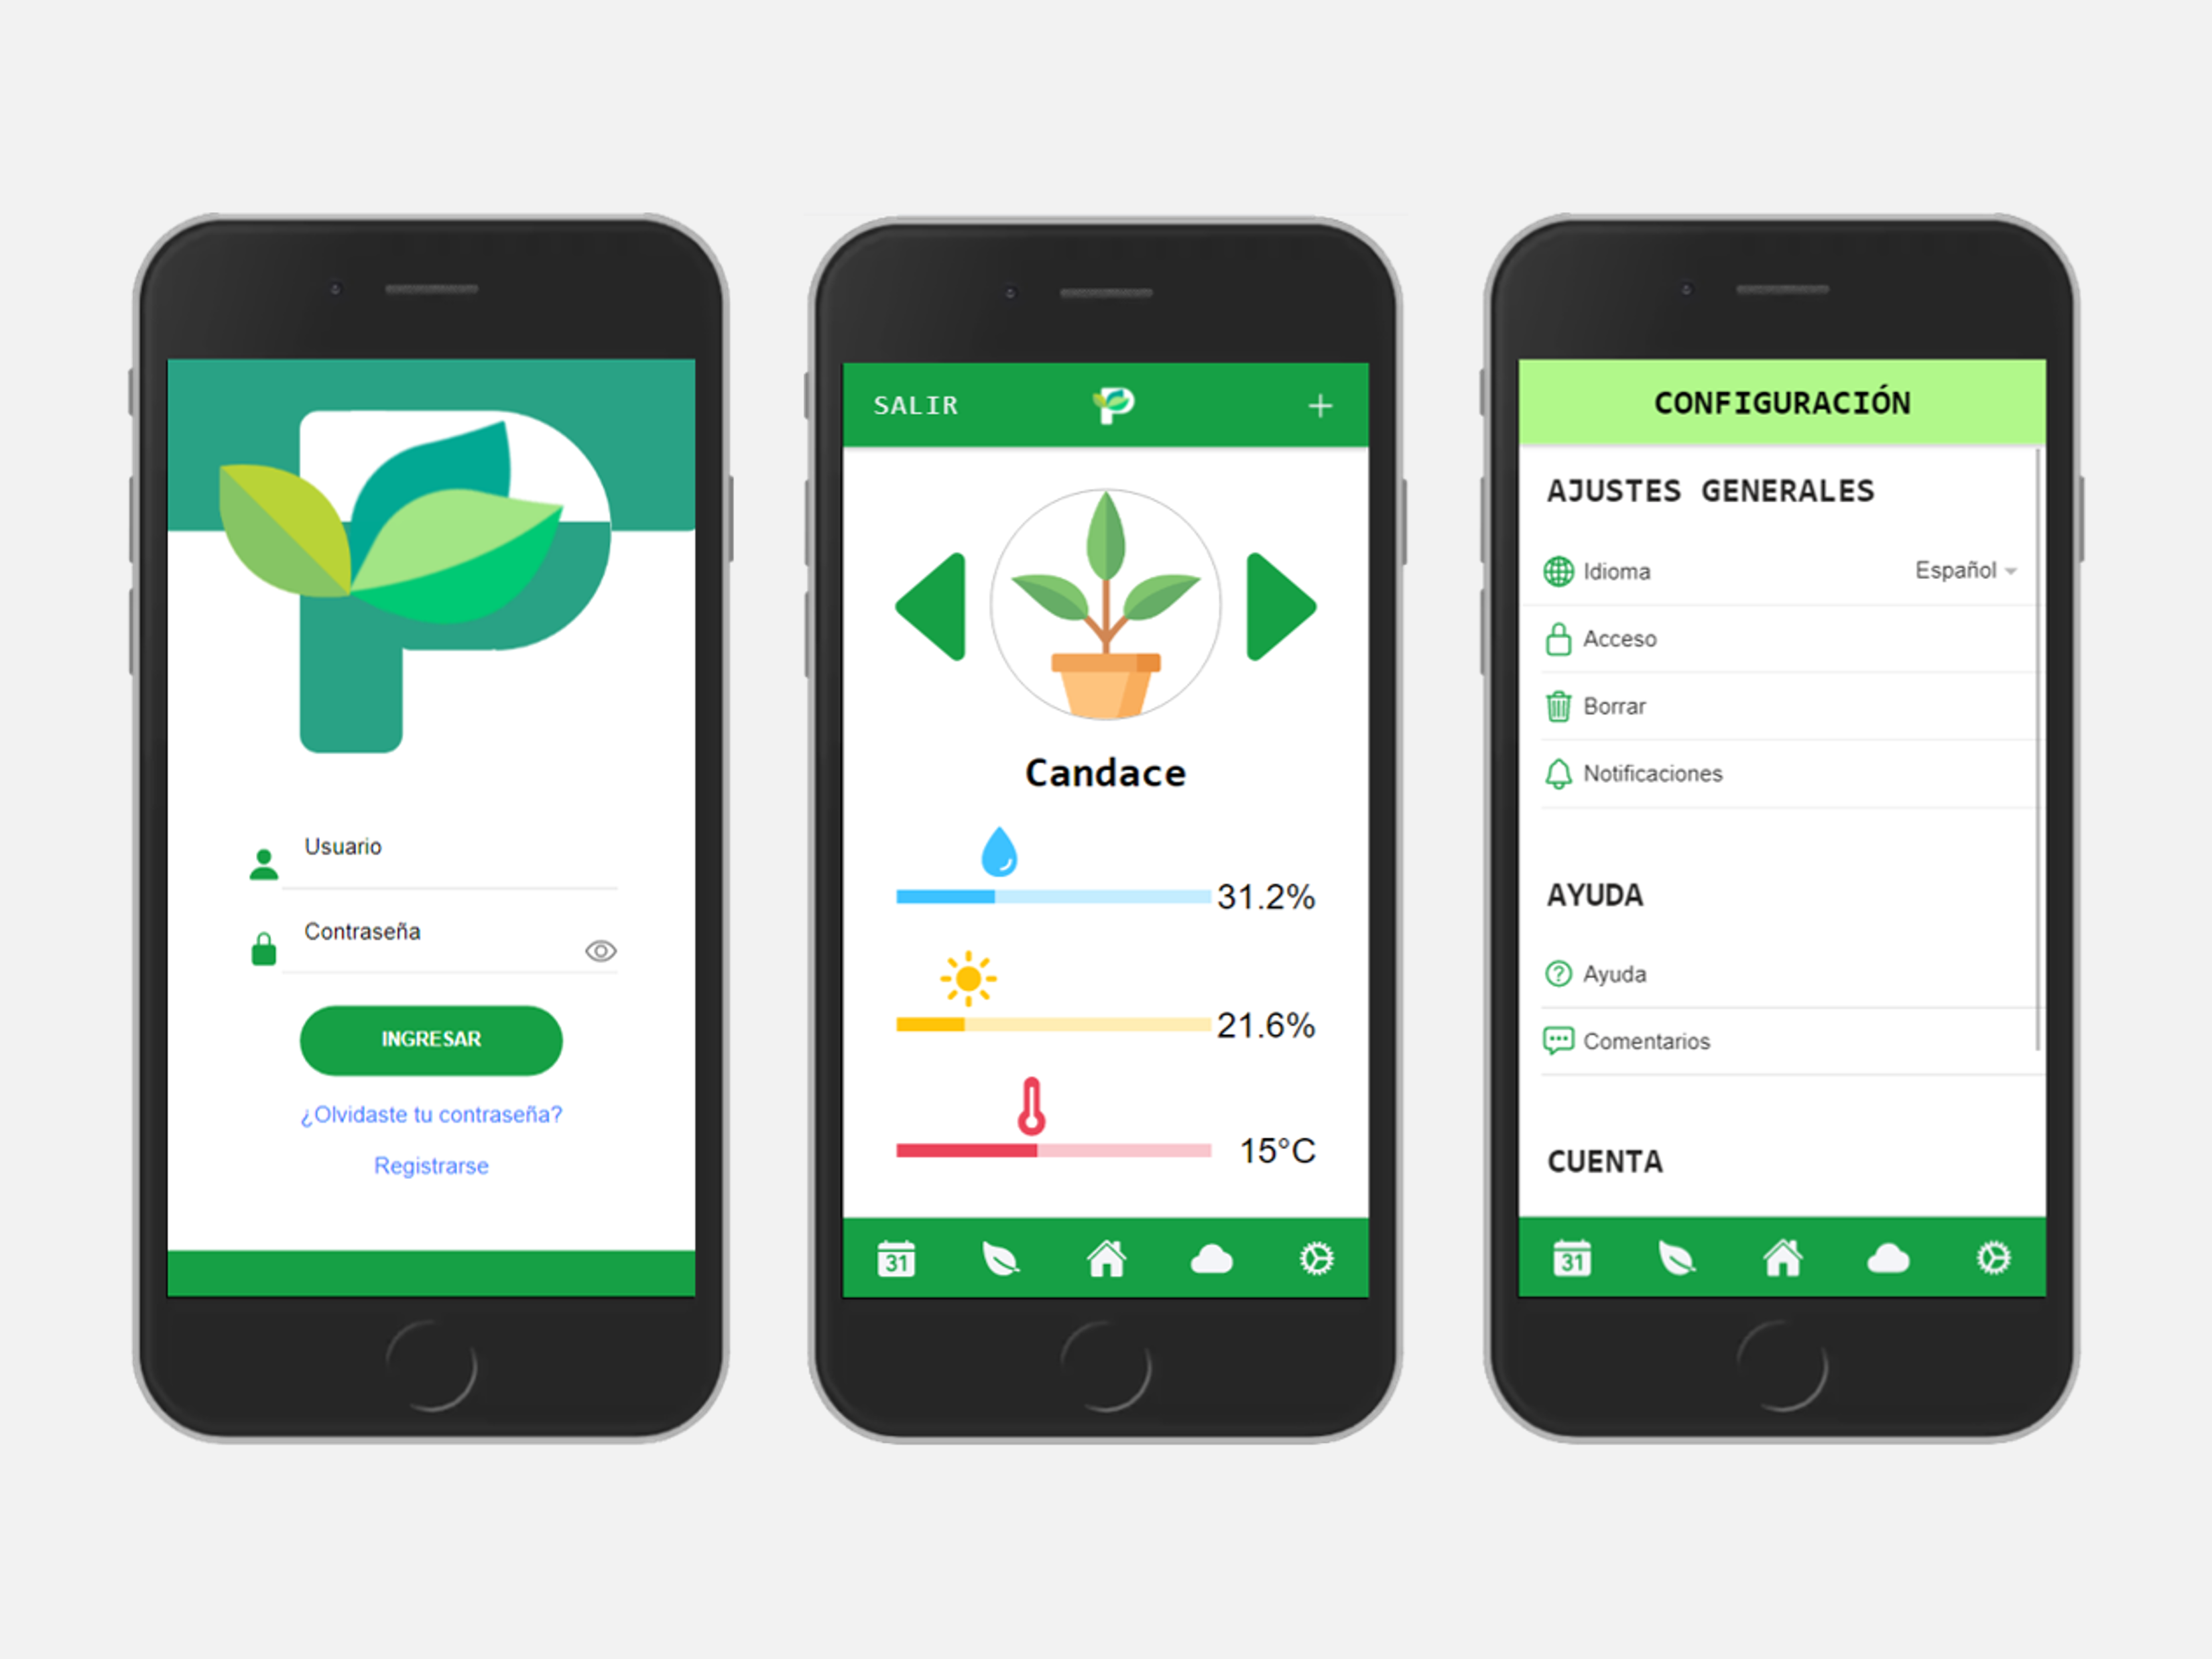 Usuario
Contraseña
INGRESAR
¿Olvidaste tu contraseña?
Registrarse
SALIR
P
+
Candace
31.2%
21.6%
15°C
31
CONFIGURACIÓN
AJUSTES GENERALES
Idioma Español
Acceso
Borrar
Notificaciones
AYUDA
Ayuda
Comentarios
CUENTA
31